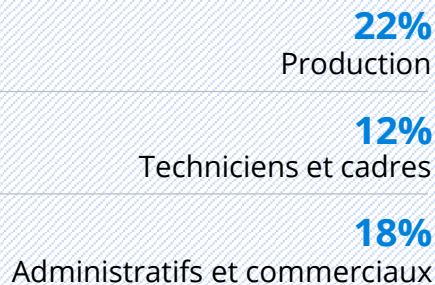 22%
Production
12%
Techniciens et cadres
18%
Administratifs et commerciaux